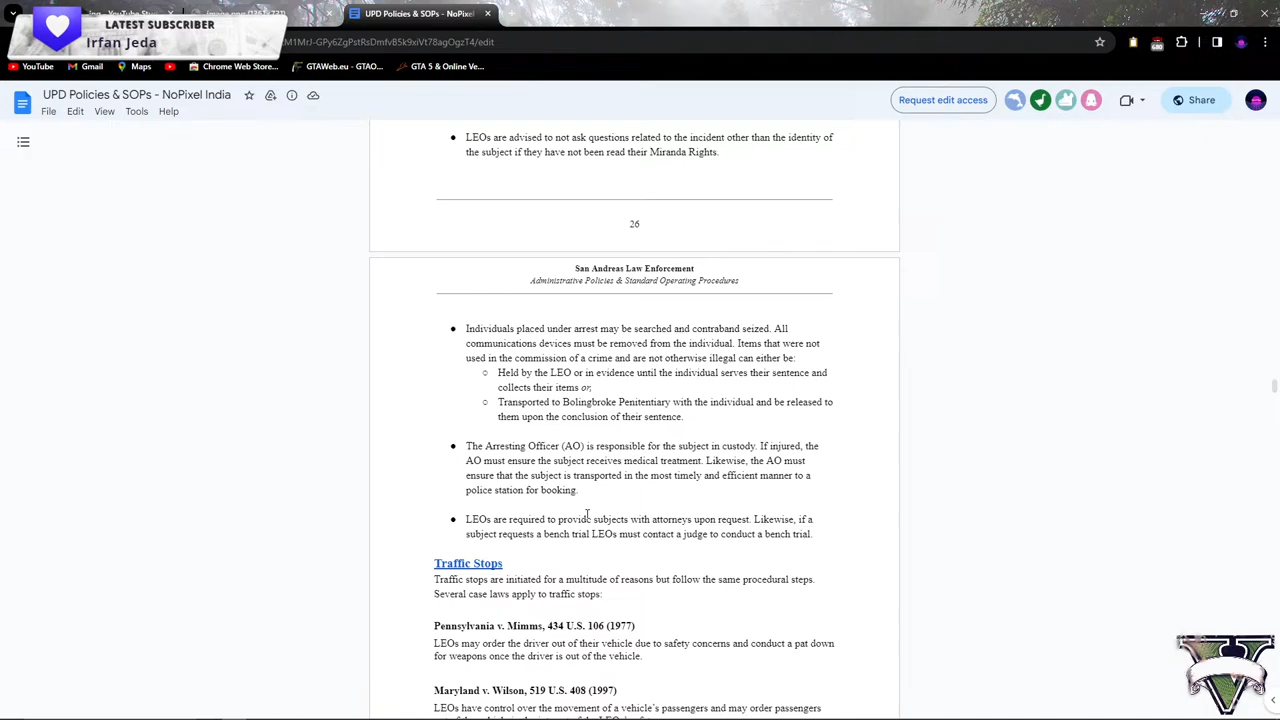 LATEST SUBSCRIBER
Irfan Jeda
UPD Policies & SOPs - NoPixel
M1MrJ-GPy6ZgPstRsDmfvB5k9xiVt78agOgzT4/edit
680
YouTube
Gmail
Maps
Chrome Web Store...
GTAWeb.eu - GTAO...
GTA 5 & Online Ve...
UPD Policies & SOPs - NoPixel India
File Edit View Tools Help
Request edit access
Share
● LEOs are advised to not ask questions related to the incident other than the identity of
the subject if they have not been read their Miranda Rights.
26
San Andreas Law Enforcement
Administrative Policies & Standard Operating Procedures
● Individuals placed under arrest may be searched and contraband seized. All
communications devices must be removed from the individual. Items that were not
used in the commission of a crime and are not otherwise illegal can either be:
○ Held by the LEO or in evidence until the individual serves their sentence and
collects their items or;
○ Transported to Bolingbroke Penitentiary with the individual and be released to
them upon the conclusion of their sentence.
● The Arresting Officer (AO) is responsible for the subject in custody. If injured, the
AO must ensure the subject receives medical treatment. Likewise, the AO must
ensure that the subject is transported in the most timely and efficient manner to a
police station for booking.
● LEOs are required to provide subjects with attorneys upon request. Likewise, if a
subject requests a bench trial LEOs must contact a judge to conduct a bench trial.
Traffic Stops
Traffic stops are initiated for a multitude of reasons but follow the same procedural steps.
Several case laws apply to traffic stops:
Pennsylvania v. Mimms, 434 U.S. 106 (1977)
LEOs may order the driver out of their vehicle due to safety concerns and conduct a pat down
for weapons once the driver is out of the vehicle.
Maryland v. Wilson, 519 U.S. 408 (1997)
LEOs have control over the movement of a vehicle's passengers and may order passengers
V